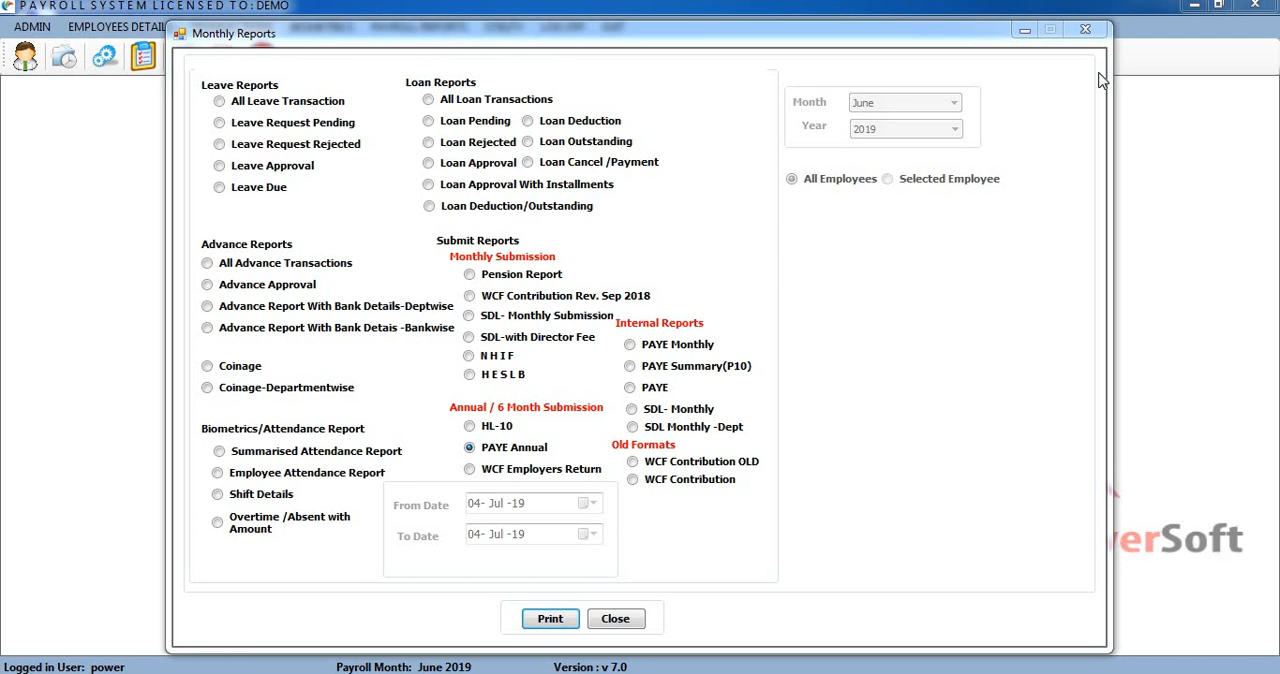 PAYROLL SYSTEM LICENSED TO: DEMO
ADMIN EMPLOYEES DETAIL
Monthly Reports
Leave Reports
All Leave Transaction
Leave Request Pending
Leave Request Rejected
Leave Approval
Leave Due
Loan Reports
All Loan Transactions
Loan Pending Loan Deduction
Loan Rejected Loan Outstanding
Loan Approval Loan Cancel /Payment
Loan Approval With Installments
Loan Deduction/Outstanding
Month June
Year 2019
All Employees Selected Employee
Advance Reports
All Advance Transactions
Advance Approval
Advance Report With Bank Details-Deptwise
Advance Report With Bank Detais -Bankwise
Coinage
Coinage-Departmentwise
Submit Reports
Monthly Submission
Pension Report
WCF Contribution Rev. Sep 2018
SDL- Monthly Submission
SDL-with Director Fee
N H I F
H E S L B
Annual / 6 Month Submission
HL-10
PAYE Annual
WCF Employers Return
Internal Reports
PAYE Monthly
PAYE Summary(P10)
PAYE
SDL- Monthly
SDL Monthly -Dept
Old Formats
WCF Contribution OLD
WCF Contribution
Biometrics/Attendance Report
Summarised Attendance Report
Employee Attendance Report
Shift Details
Overtime /Absent with
Amount
From Date 04- Jul -19
To Date 04- Jul -19
Print Close
erSoft
Logged in User: power Payroll Month: June 2019 Version : v 7.0